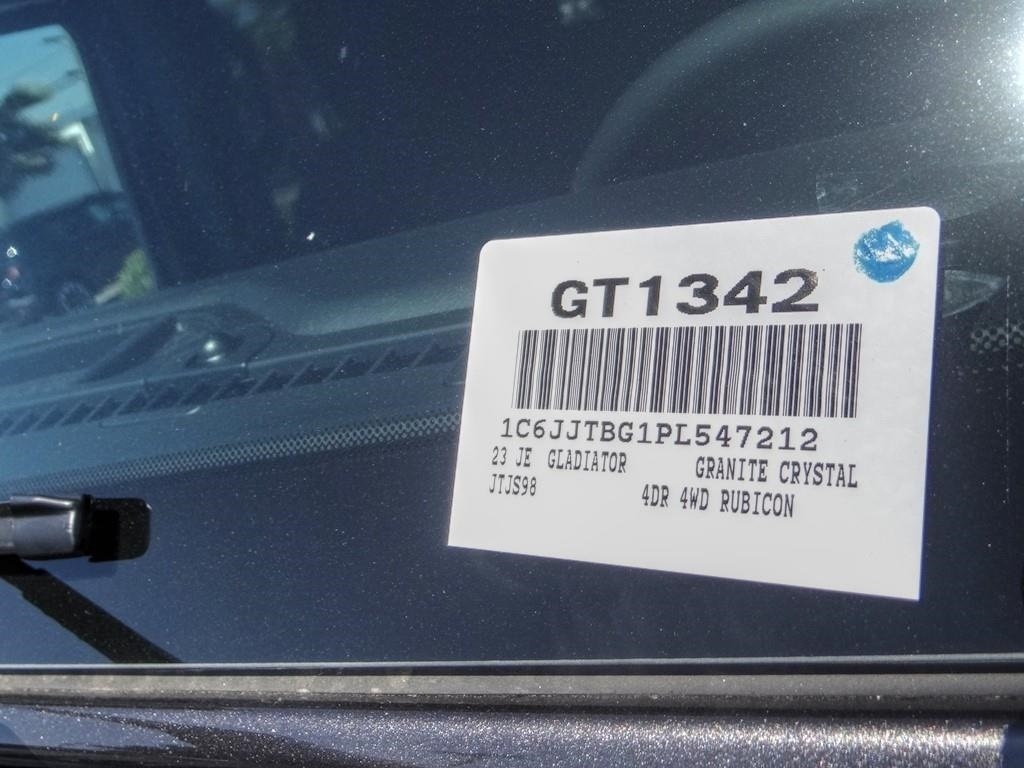 GT1342
1C6JJTBG1PL547212
23 JE GLADIATOR GRANITE CRYSTAL
JTJS98 4DR 4WD RUBICON